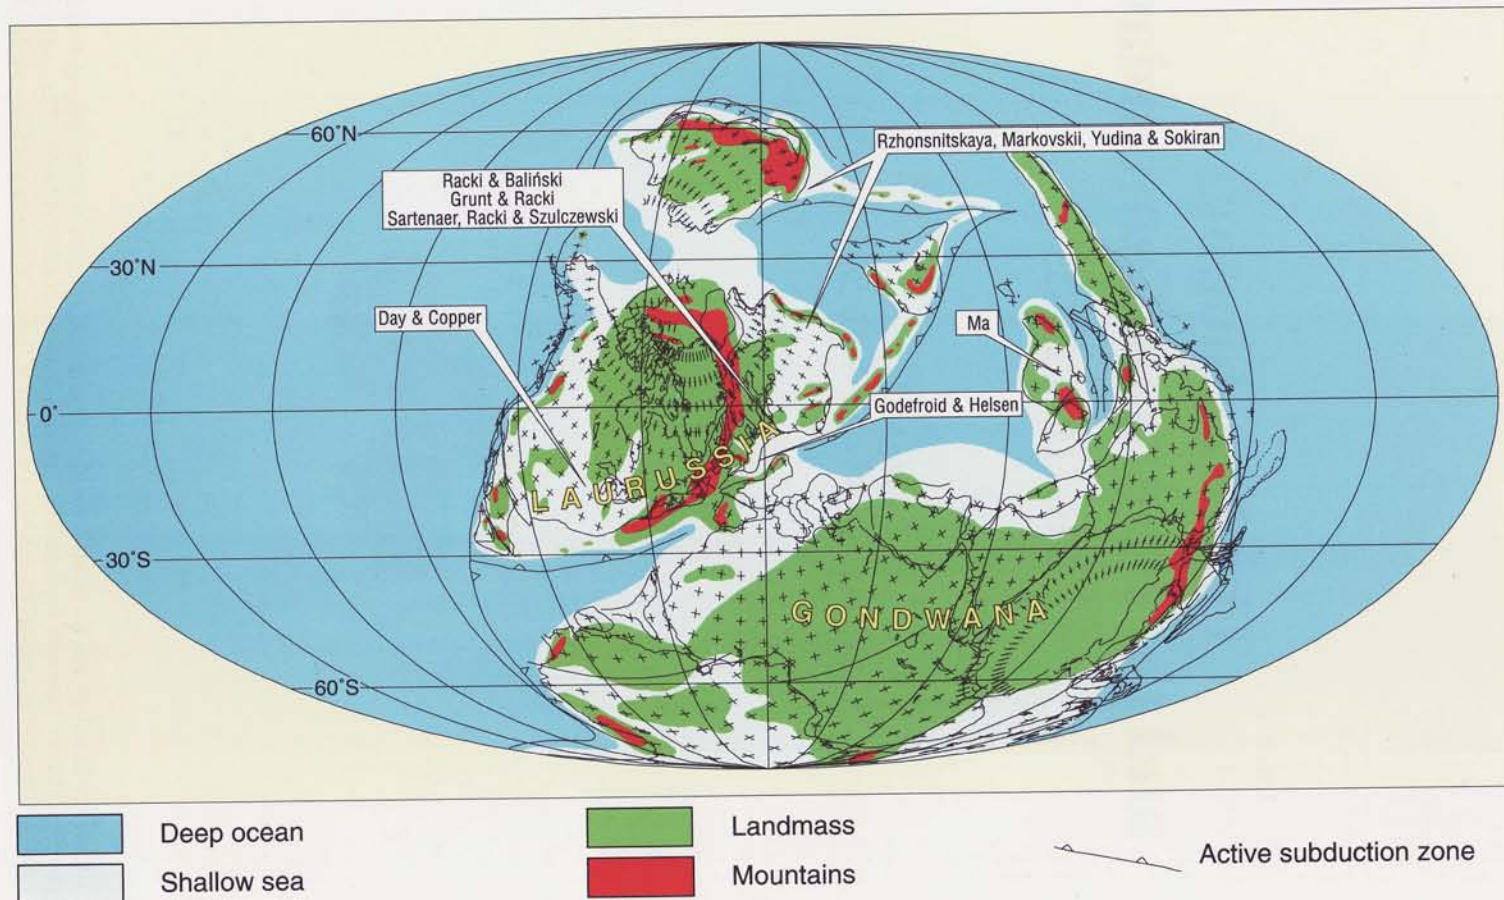 60˚N
Rzhonsnitskaya, Markovskii, Yudina & Sokiran
Racki & Baliński
Grunt & Racki
Sartenaer, Racki & Szulczewski
30˚N
Day & Copper
Ma
0˚
Godefroid & Helsen
LAURUSSIA
30˚S
GONDWANA
60˚S
Deep ocean
Landmass
Active subduction zone
Shallow sea
Mountains